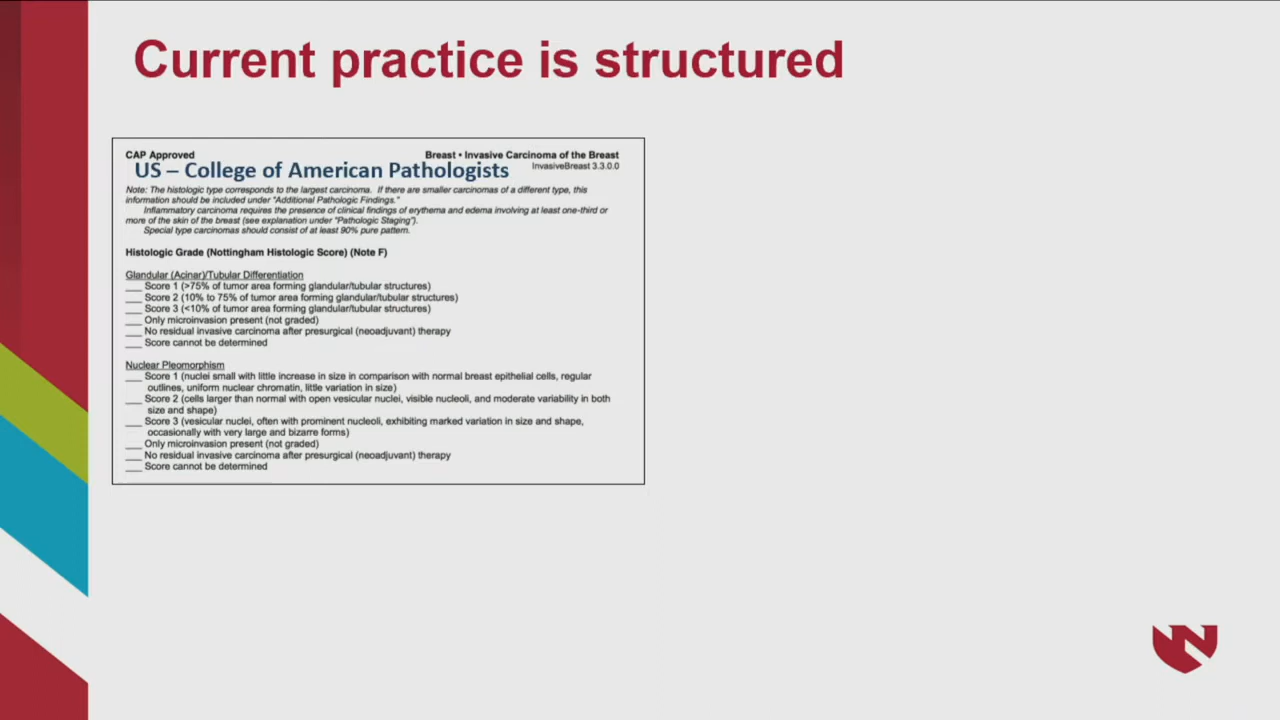 Current practice is structured
CAP Approved
Breast • Invasive Carcinoma of the Breast
InvasiveBreast 3.3.0.0
US – College of American Pathologists
Note: The histologic type corresponds to the largest carcinoma. If there are smaller carcinomas of a different type, this
information should be included under "Additional Pathologic Findings."
Inflammatory carcinoma requires the presence of clinical findings of erythema and edema involving at least one-third or
more of the skin of the breast (see explanation under "Pathologic Staging").
Special type carcinomas should consist of at least 90% pure pattern.
Histologic Grade (Nottingham Histologic Score) (Note F)
Glandular (Acinar)/Tubular Differentiation
___ Score 1 (>75% of tumor area forming glandular/tubular structures)
___ Score 2 (10% to 75% of tumor area forming glandular/tubular structures)
___ Score 3 (<10% of tumor area forming glandular/tubular structures)
___ Only microinvasion present (not graded)
___ No residual invasive carcinoma after presurgical (neoadjuvant) therapy
___ Score cannot be determined
Nuclear Pleomorphism
___ Score 1 (nuclei small with little increase in size in comparison with normal breast epithelial cells, regular
outlines, uniform nuclear chromatin, little variation in size)
___ Score 2 (cells larger than normal with open vesicular nuclei, visible nucleoli, and moderate variability in both
size and shape)
___ Score 3 (vesicular nuclei, often with prominent nucleoli, exhibiting marked variation in size and shape,
occasionally with very large and bizarre forms)
___ Only microinvasion present (not graded)
___ No residual invasive carcinoma after presurgical (neoadjuvant) therapy
___ Score cannot be determined
N